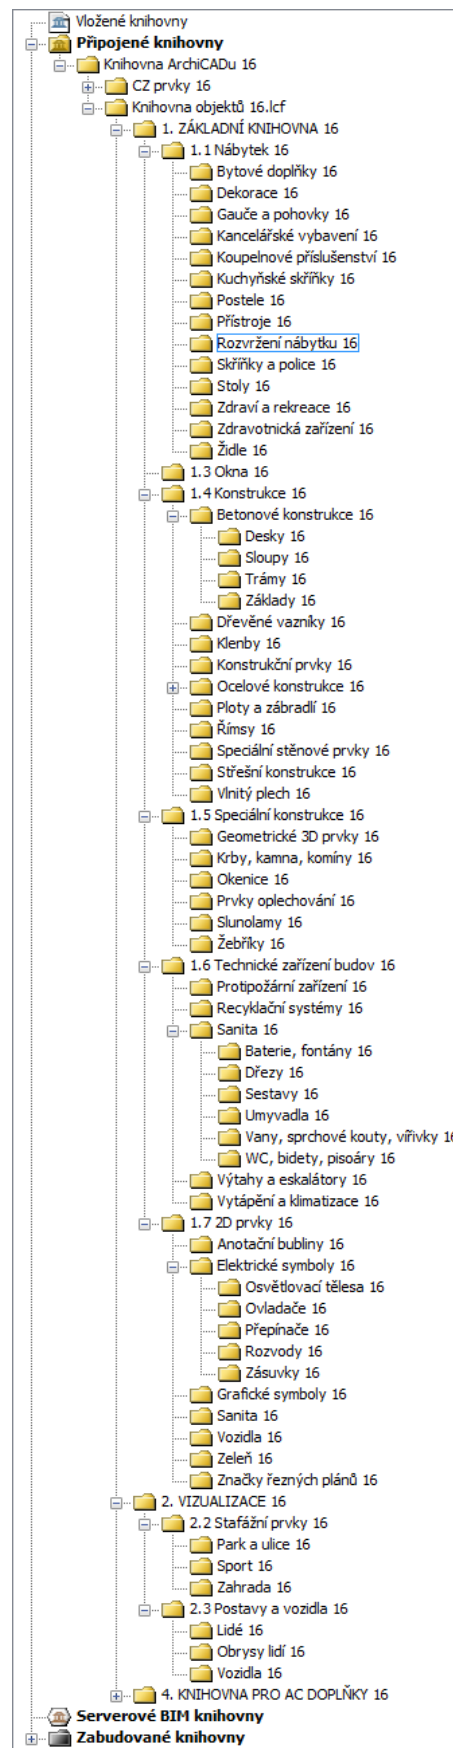 Vložené knihovny
Připojené knihovny
Knihovna ArchiCADu 16
CZ prvky 16
Knihovna objektů 16.lcf
1. ZÁKLADNÍ KNIHOVNA 16
1.1 Nábytek 16
Bytové doplňky 16
Dekorace 16
Gauče a pohovky 16
Kancelářské vybavení 16
Koupelnové příslušenství 16
Kuchyňské skříňky 16
Postele 16
Přístroje 16
Rozvržení nábytku 16
Skříňky a police 16
Stoly 16
Zdraví a rekreace 16
Zdravotnická zařízení 16
Židle 16
1.3 Okna 16
1.4 Konstrukce 16
Betonové konstrukce 16
Desky 16
Sloupy 16
Trámy 16
Základy 16
Dřevěné vazníky 16
Klenby 16
Konstrukční prvky 16
Ocelové konstrukce 16
Ploty a zábradlí 16
Římsy 16
Speciální stěnové prvky 16
Střešní konstrukce 16
Vlnitý plech 16
1.5 Speciální konstrukce 16
Geometrické 3D prvky 16
Krby, kamna, komíny 16
Okenice 16
Prvky oplechování 16
Slunolamy 16
Žebříky 16
1.6 Technické zařízení budov 16
Protipožární zařízení 16
Recyklační systémy 16
Sanita 16
Baterie, fontány 16
Dřezy 16
Sestavy 16
Umyvadla 16
Vany, sprchové kouty, vířivky 16
WC, bidety, pisoáry 16
Výtahy a eskalátory 16
Vytápění a klimatizace 16
1.7 2D prvky 16
Anotační bubliny 16
Elektrické symboly 16
Osvětlovací tělesa 16
Ovladače 16
Přepínače 16
Rozvody 16
Zásuvky 16
Grafické symboly 16
Sanita 16
Vozidla 16
Zeleň 16
Značky řezných plánů 16
2. VIZUALIZACE 16
2.2 Stafážní prvky 16
Park a ulice 16
Sport 16
Zahrada 16
2.3 Postavy a vozidla 16
Lidé 16
Obrysy lidí 16
Vozidla 16
4. KNIHOVNA PRO AC DOPLŇKY 16
Serverové BIM knihovny
Zabudované knihovny